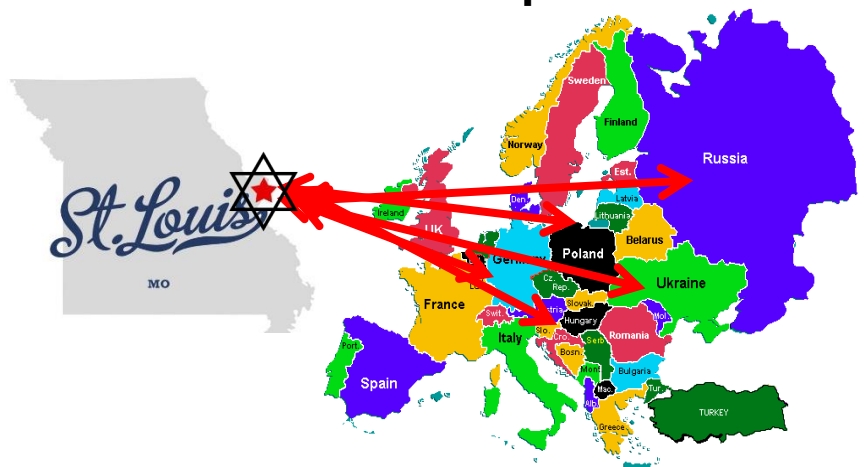 St. Louis
MO
Sweden
Finland
Norway
Russia
Est.
Latvia
Den.
Lithuania
Ireland
UK
Belarus
Poland
Germany
Cz.
Rep.
Ukraine
Slovak.
France
Swit.
Hungary
Mol.
Slo.
Italy
Cro.
Romania
Serb
Bosn.
Port.
Spain
Mont
Bulgaria
Mac.
Alb.
Tur.
TURKEY
Greece